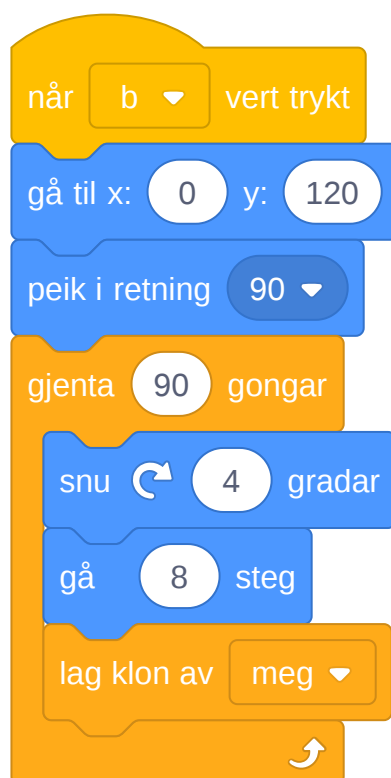 når b vert trykt
gå til x: 0 y: 120
peik i retning 90
gjenta 90 gongar
snu 4 gradar
gå 8 steg
lag klon av meg